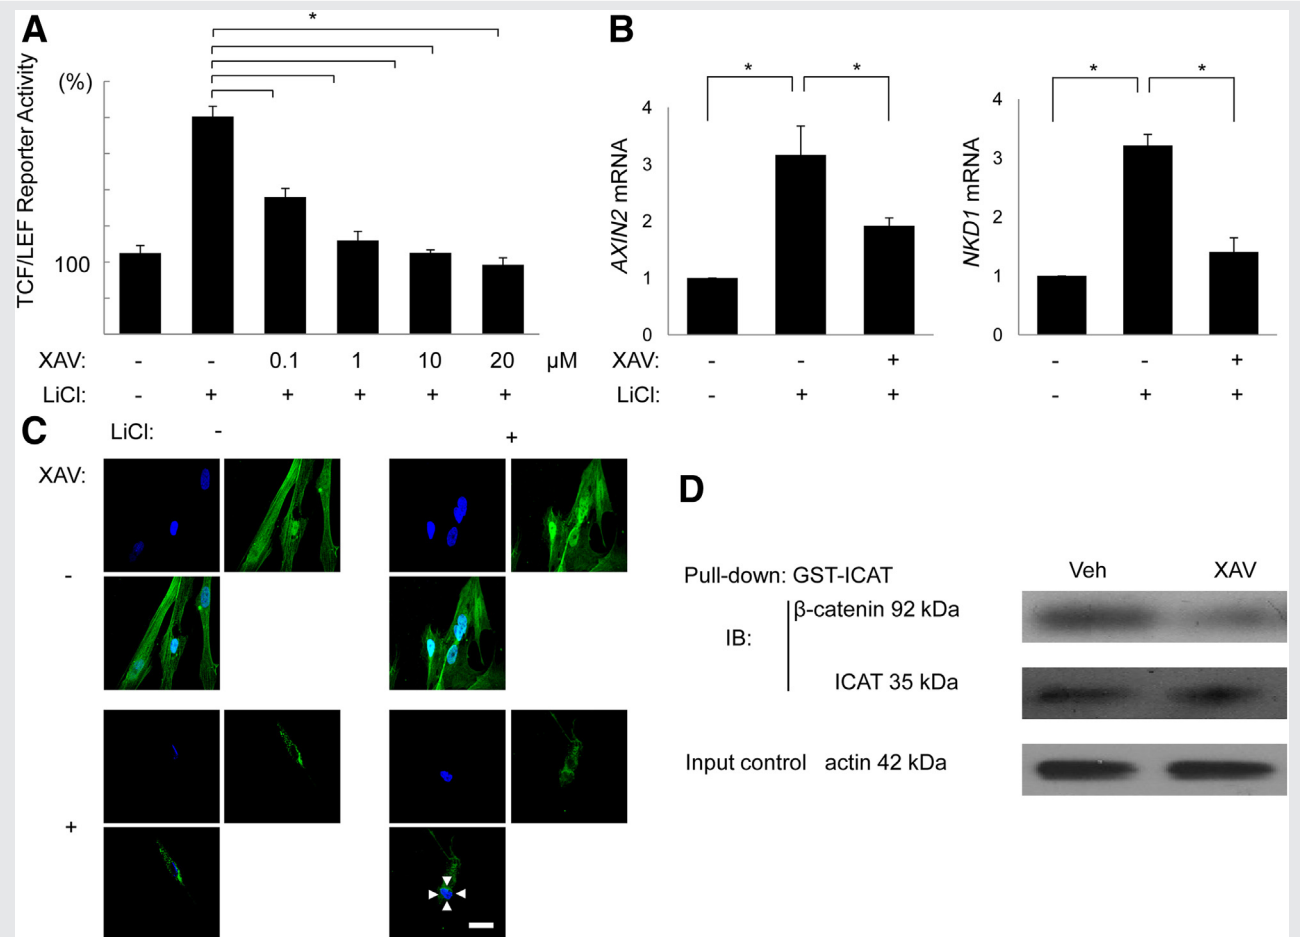 A
*
(%)
TCF/LEF Reporter Activity
100
XAV: - - 0.1 1 10 20 µM
LiCl: - + + + + +
B
* *
4
3
2
1
0
AXIN2 mRNA
XAV: - - +
LiCl: - + +
* *
4
3
2
1
0
NKD1 mRNA
- - +
- + +
C
LiCl: - +
XAV:
-
+
D
Veh XAV
Pull-down: GST-ICAT
β-catenin 92 kDa
IB:
ICAT 35 kDa
Input control actin 42 kDa